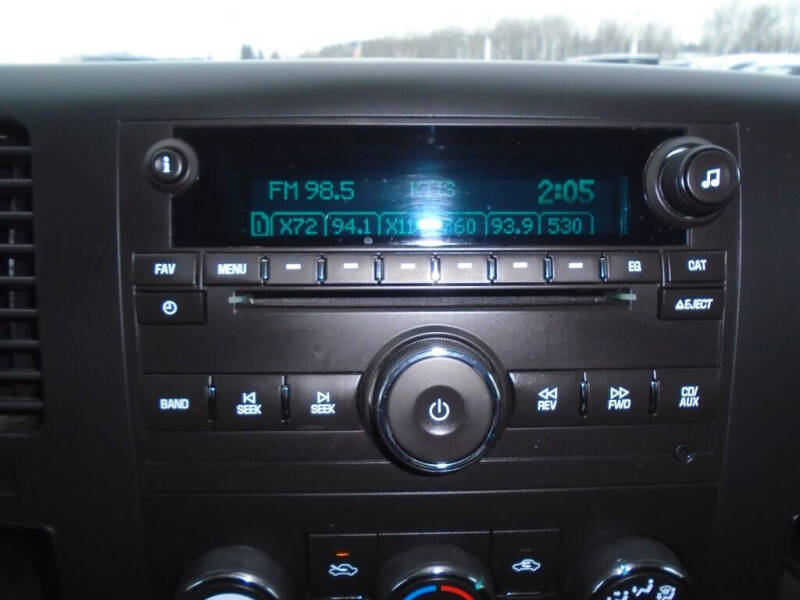 FM 98.5 2:05
1 X72 94.1 93.9 530
FAV MENU EQ CAT
EJECT
BAND SEEK SEEK REV FWD CD/
AUX